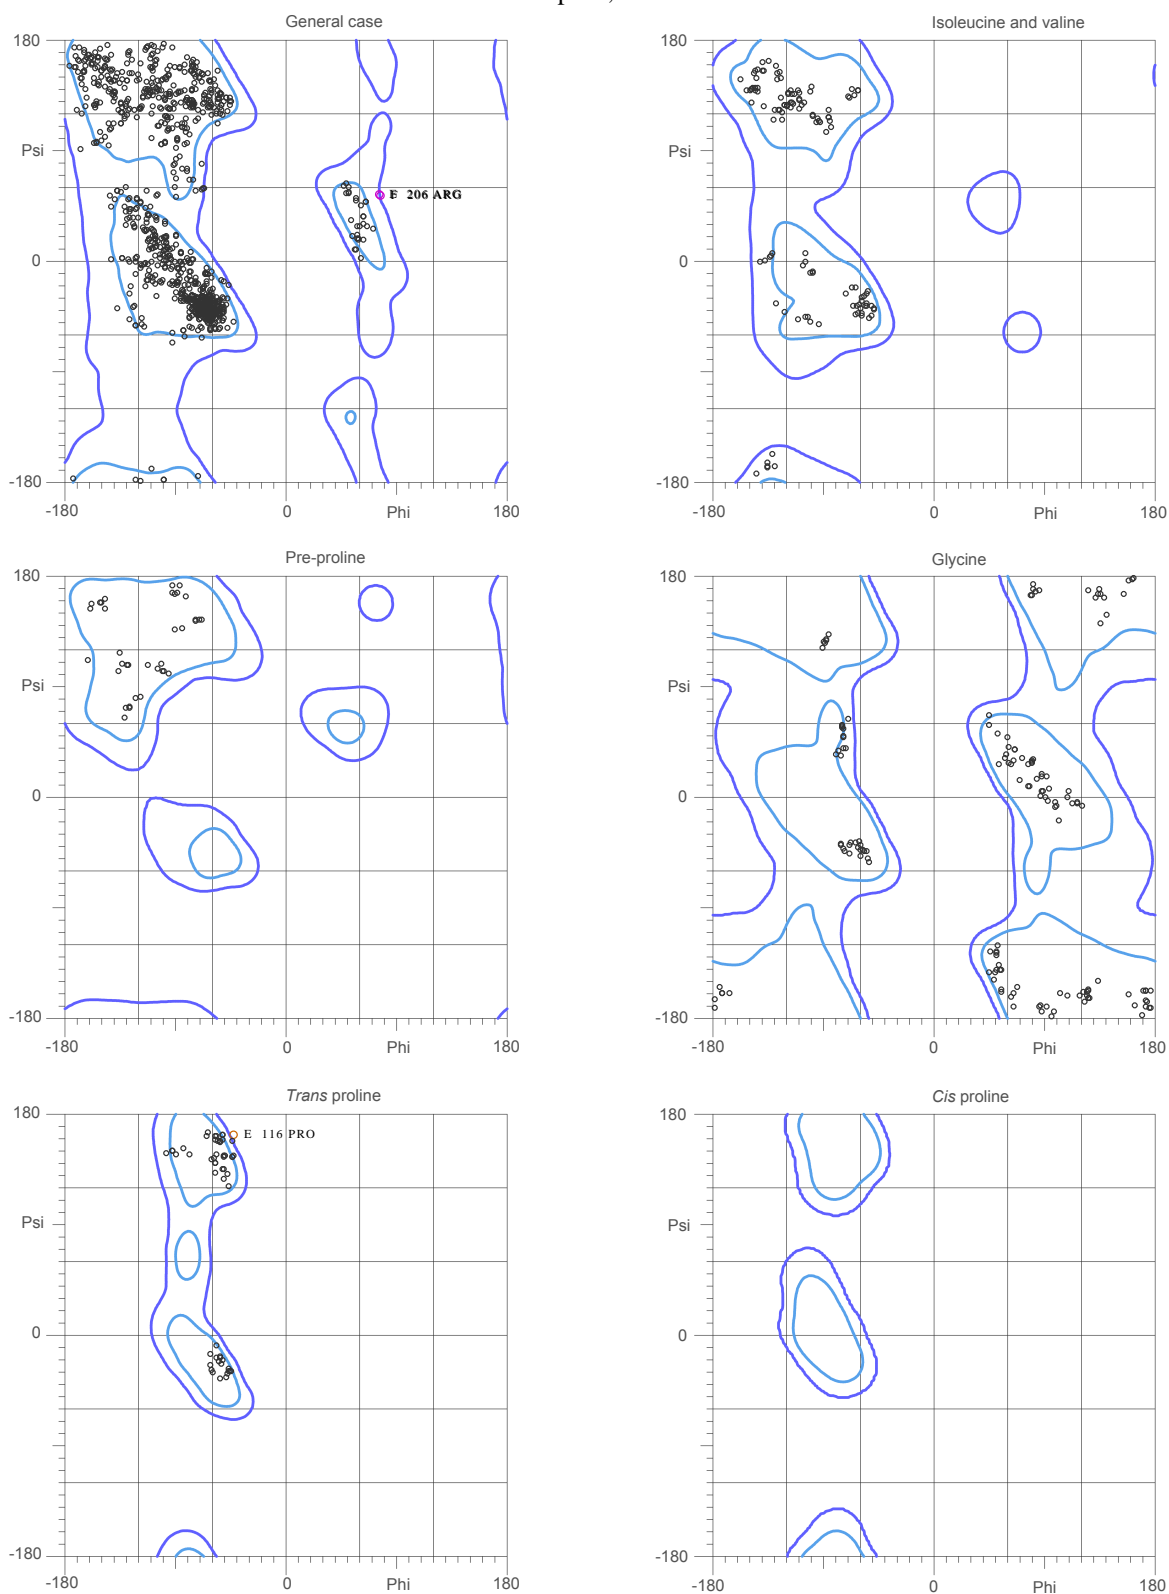 General case
180
Psi
0
-180
-180
0
Phi
180
206 ARG
Isoleucine and valine
180
Psi
0
-180
-180
0
Phi
180
Pre-proline
180
Psi
0
-180
-180
0
Phi
180
Glycine
180
Psi
0
-180
-180
0
Phi
180
Trans proline
180
Psi
0
-180
-180
0
Phi
180
E 116 PRO
Cis proline
180
Psi
0
-180
-180
0
Phi
180